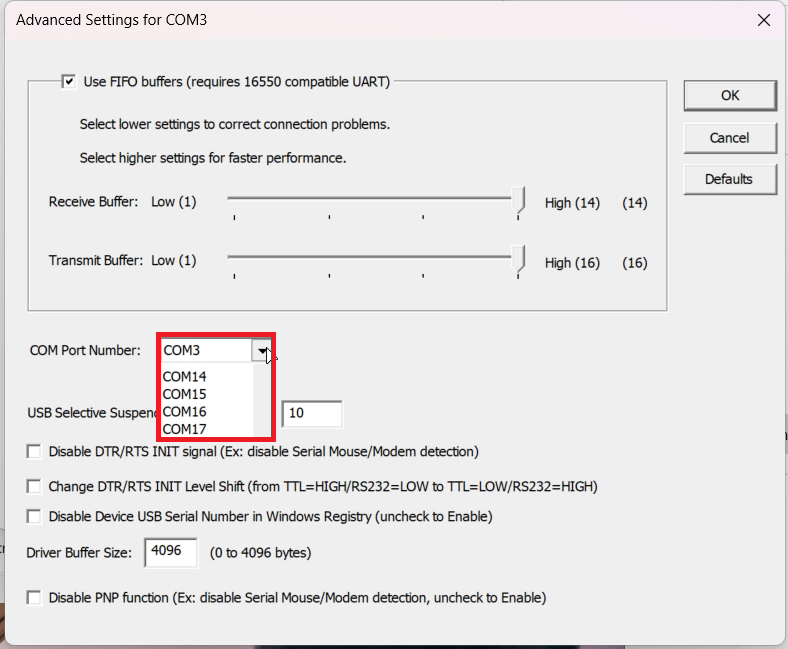 Advanced Settings for COM3
Use FIFO buffers (requires 16550 compatible UART)
OK
Select lower settings to correct connection problems.
Cancel
Select higher settings for faster performance.
Defaults
Receive Buffer: Low (1) High (14) (14)
Transmit Buffer: Low (1) High (16) (16)
COM Port Number: COM3
COM14
COM15
USB Selective Suspend 10
COM16
COM17
Disable DTR/RTS INIT signal (Ex: disable Serial Mouse/Modem detection)
Change DTR/RTS INIT Level Shift (from TTL=HIGH/RS232=LOW to TTL=LOW/RS232=HIGH)
Disable Device USB Serial Number in Windows Registry (uncheck to Enable)
Driver Buffer Size: 4096 (0 to 4096 bytes)
Disable PNP function (Ex: disable Serial Mouse/Modem detection, uncheck to Enable)